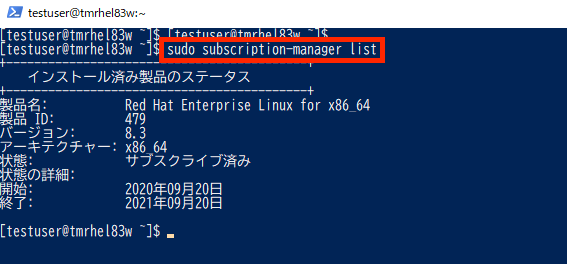 testuser@tmrhel83w:~
[testuser@tmrhel83w ~]$ [testuser@tmrhel83w ~]$
[testuser@tmrhel83w ~]$ sudo subscription-manager list
+-------------------------------------------+
インストール済み製品のステータス
+-------------------------------------------+
製品名: Red Hat Enterprise Linux for x86_64
製品 ID: 479
バージョン: 8.3
アーキテクチャー: x86_64
状態: サブスクライブ済み
状態の詳細:
開始: 2020年09月20日
終了: 2021年09月20日
[testuser@tmrhel83w ~]$